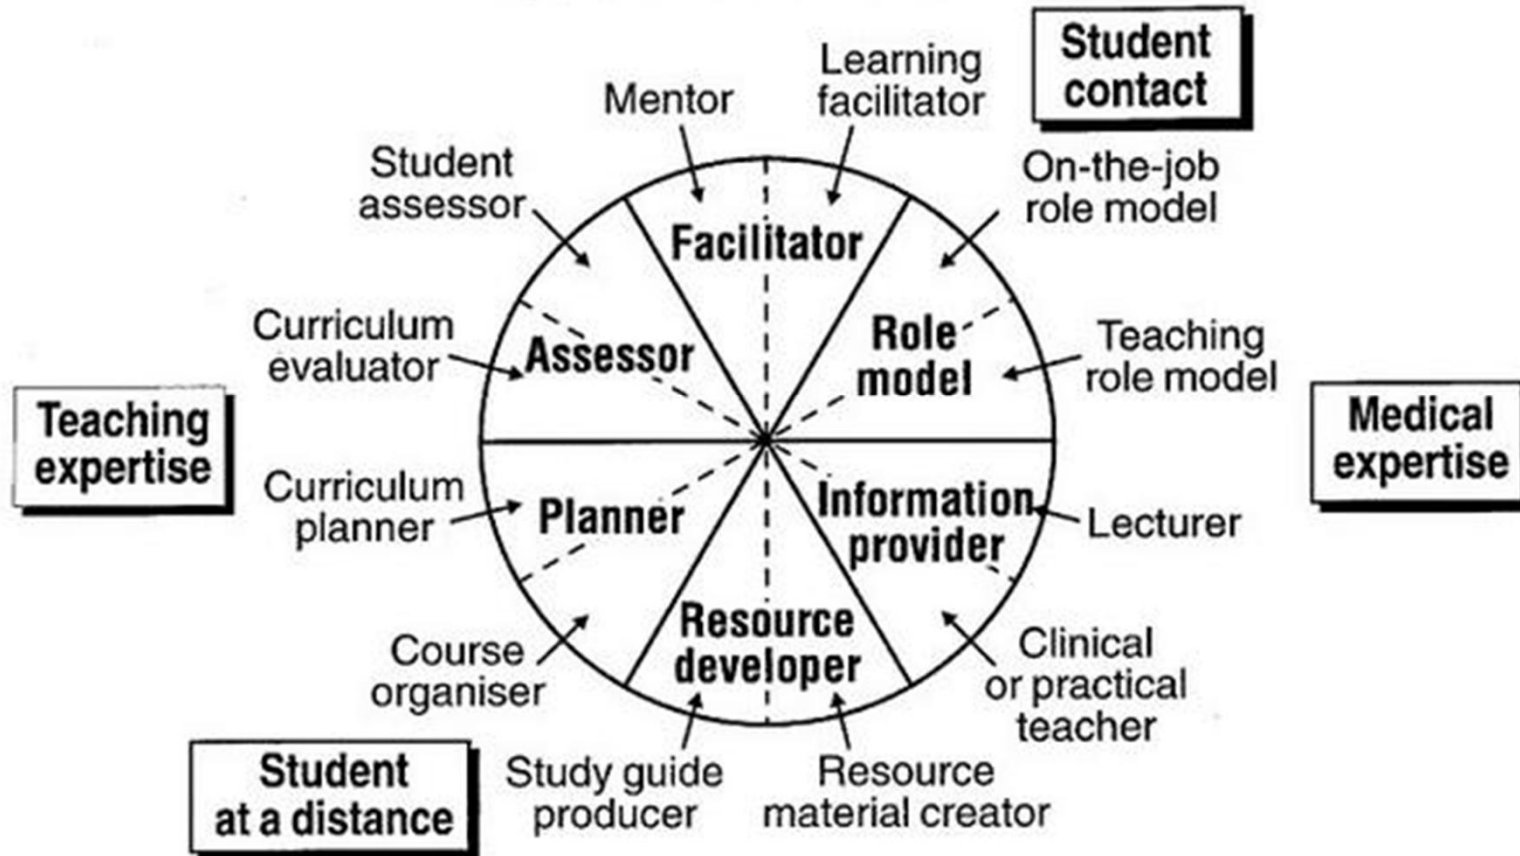 Student
contact
Learning
facilitator
Mentor
On-the-job
role model
Student
assessor
Facilitator
Role
model
Teaching
role model
Curriculum
evaluator
Assessor
Teaching
expertise
Medical
expertise
Curriculum
planner
Planner
Information
provider
Lecturer
Resource
developer
Course
organiser
Clinical
or practical
teacher
Student
at a distance
Study guide
producer
Resource
material creator